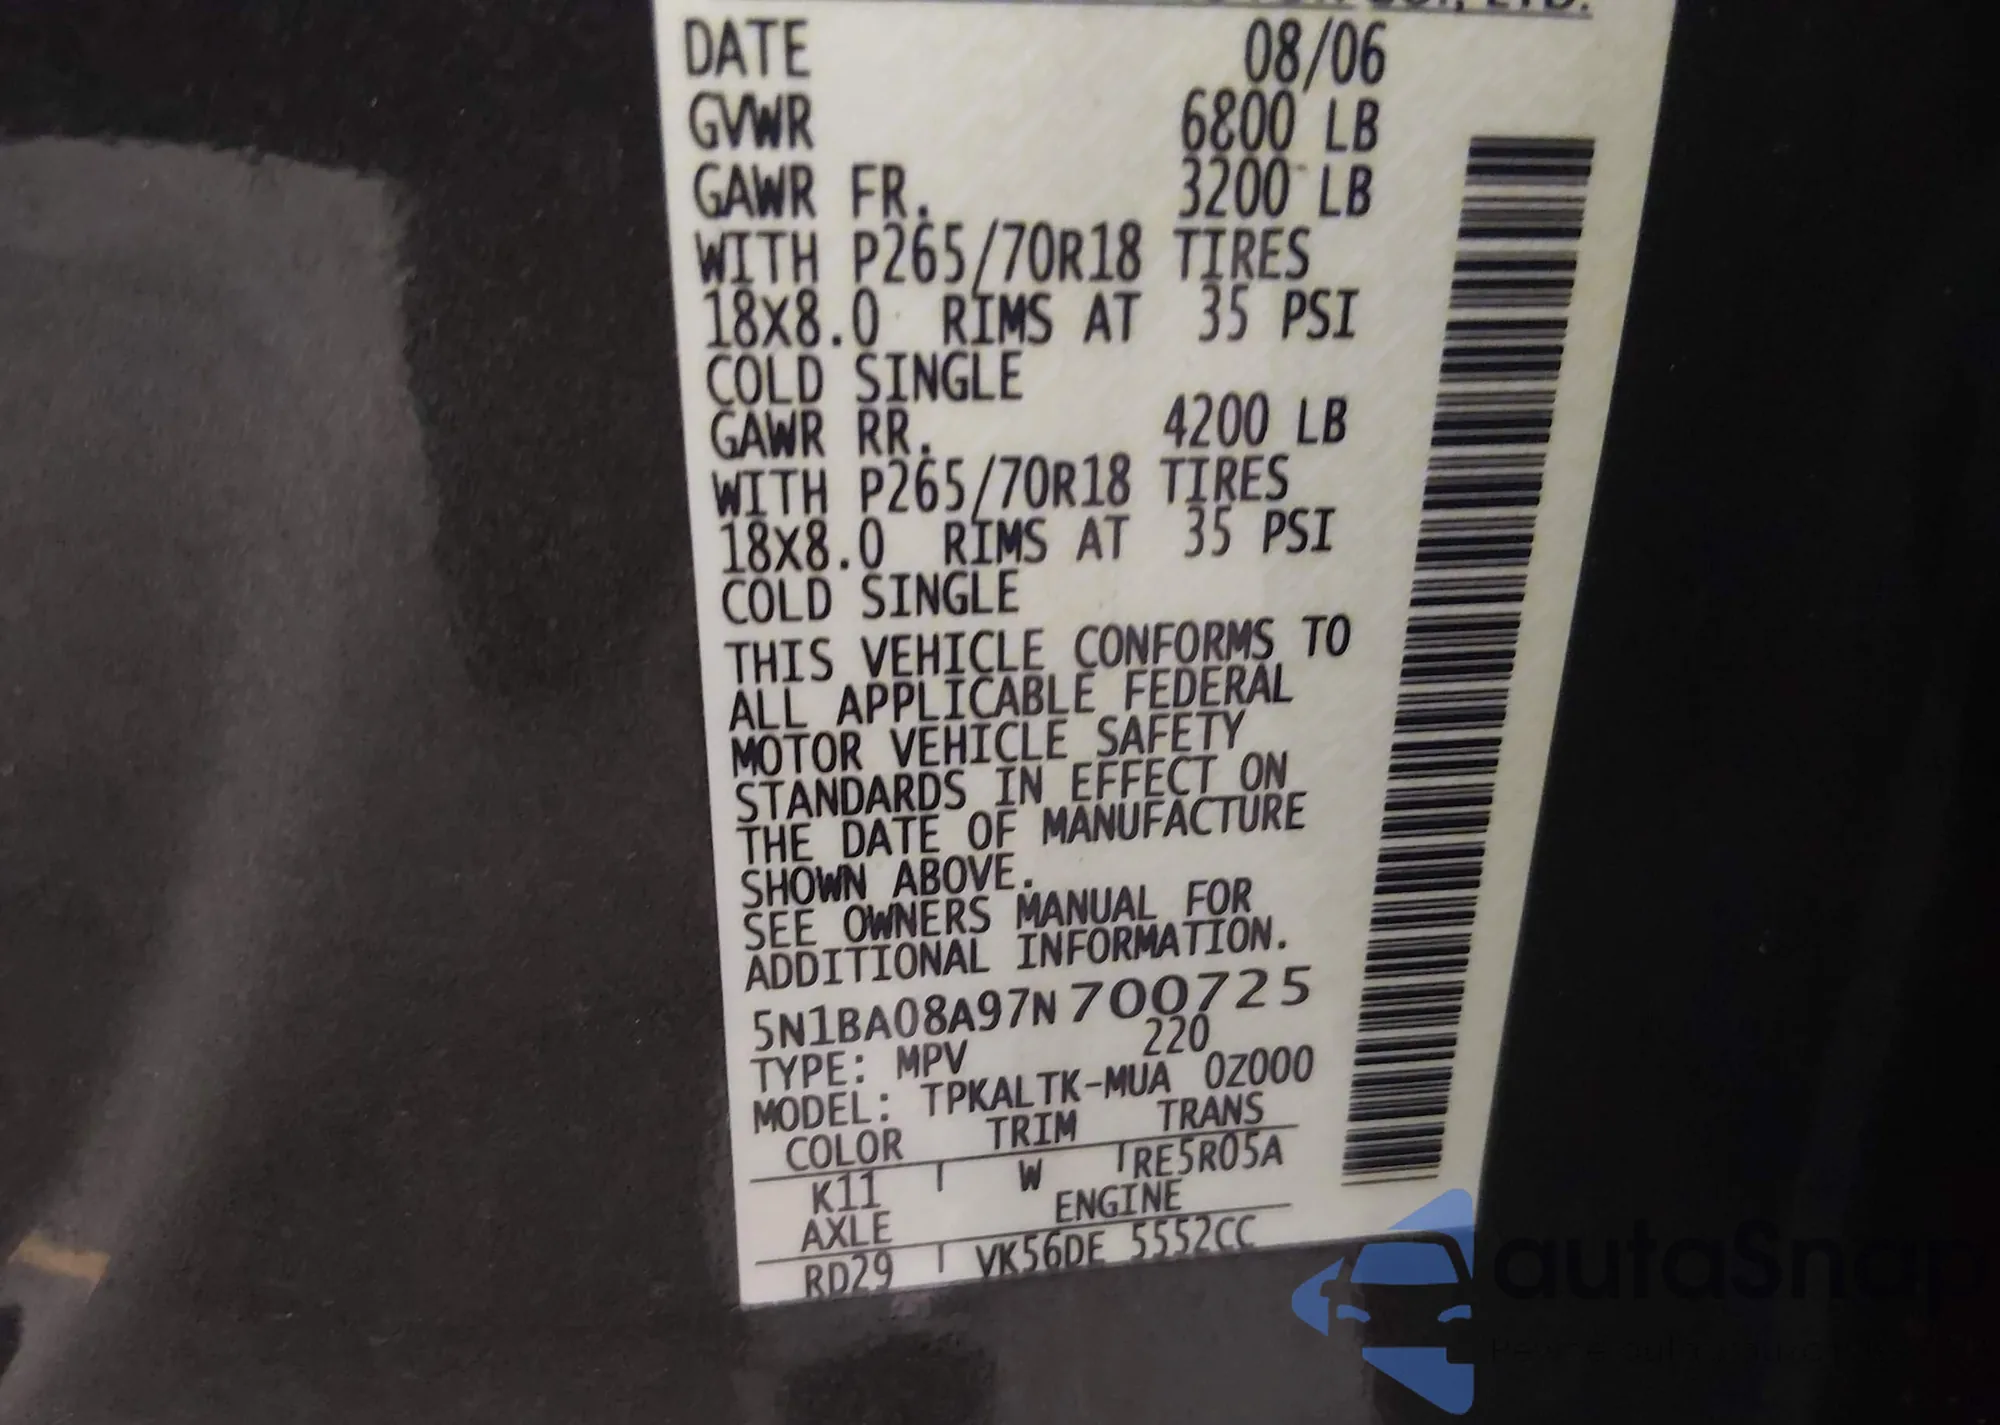 LTD.
DATE 08/06
GVWR 6800 LB
GAWR FR. 3200 LB
WITH P265/70R18 TIRES
18X8.0 RIMS AT 35 PSI
COLD SINGLE
GAWR RR. 4200 LB
WITH P265/70R18 TIRES
18X8.0 RIMS AT 35 PSI
COLD SINGLE
THIS VEHICLE CONFORMS TO
ALL APPLICABLE FEDERAL
MOTOR VEHICLE SAFETY
STANDARDS IN EFFECT ON
THE DATE OF MANUFACTURE
SHOWN ABOVE.
SEE OWNERS MANUAL FOR
ADDITIONAL INFORMATION.
5N1BA08A97N700725
TYPE: MPV 220
MODEL: TPKALTK-MUA 0Z000
COLOR TRIM TRANS
K11 W RE5R05A
AXLE ENGINE
RD29 VK56DE 5552CC
autaSnap